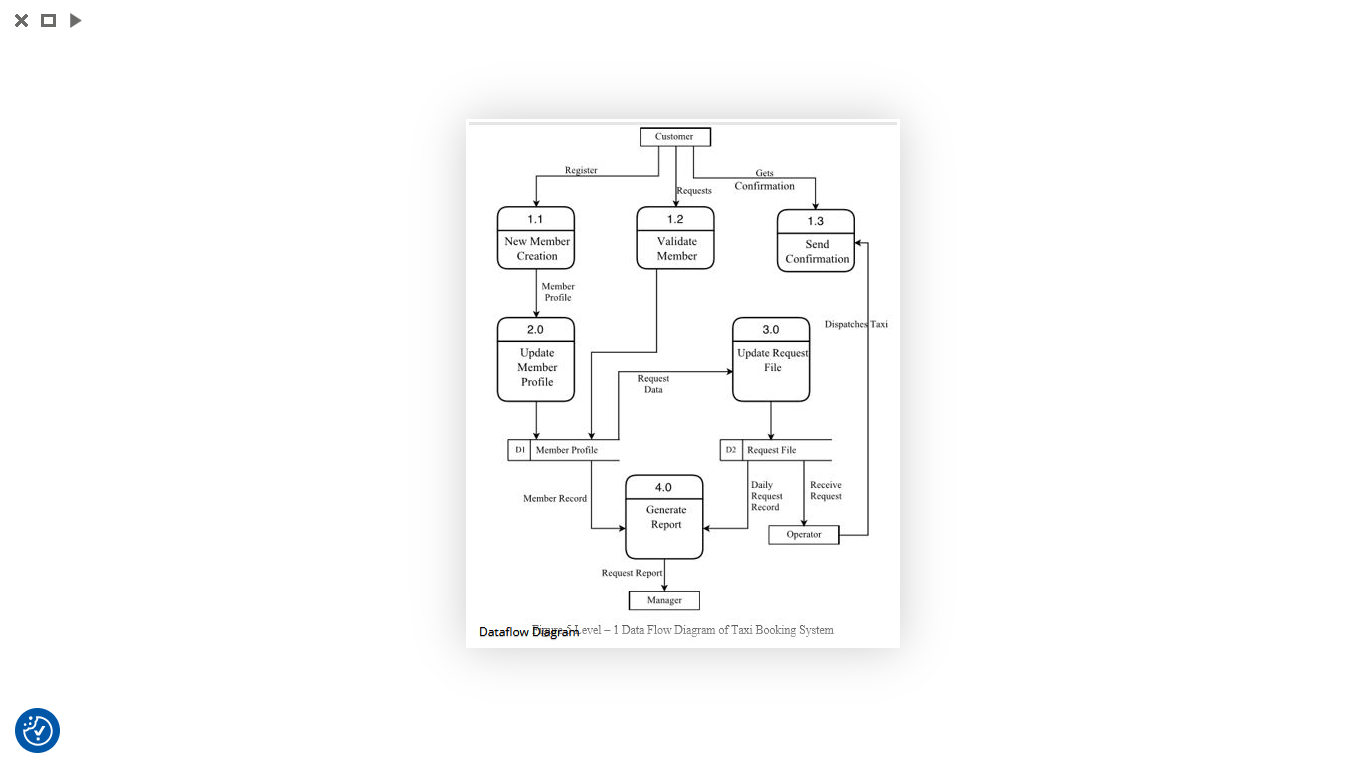 Customer
Register
Requests
Gets
Confirmation
1.1
New Member
Creation
1.2
Validate
Member
1.3
Send
Confirmation
Member
Profile
2.0
Update
Member
Profile
3.0
Update Request
File
Dispatches Taxi
Request
Data
D1 Member Profile
D2 Request File
Member Record
4.0
Generate
Report
Daily
Request
Record
Receive
Request
Operator
Request Report
Manager
Dataflow Diagram
Figure 5 Level – 1 Data Flow Diagram of Taxi Booking System